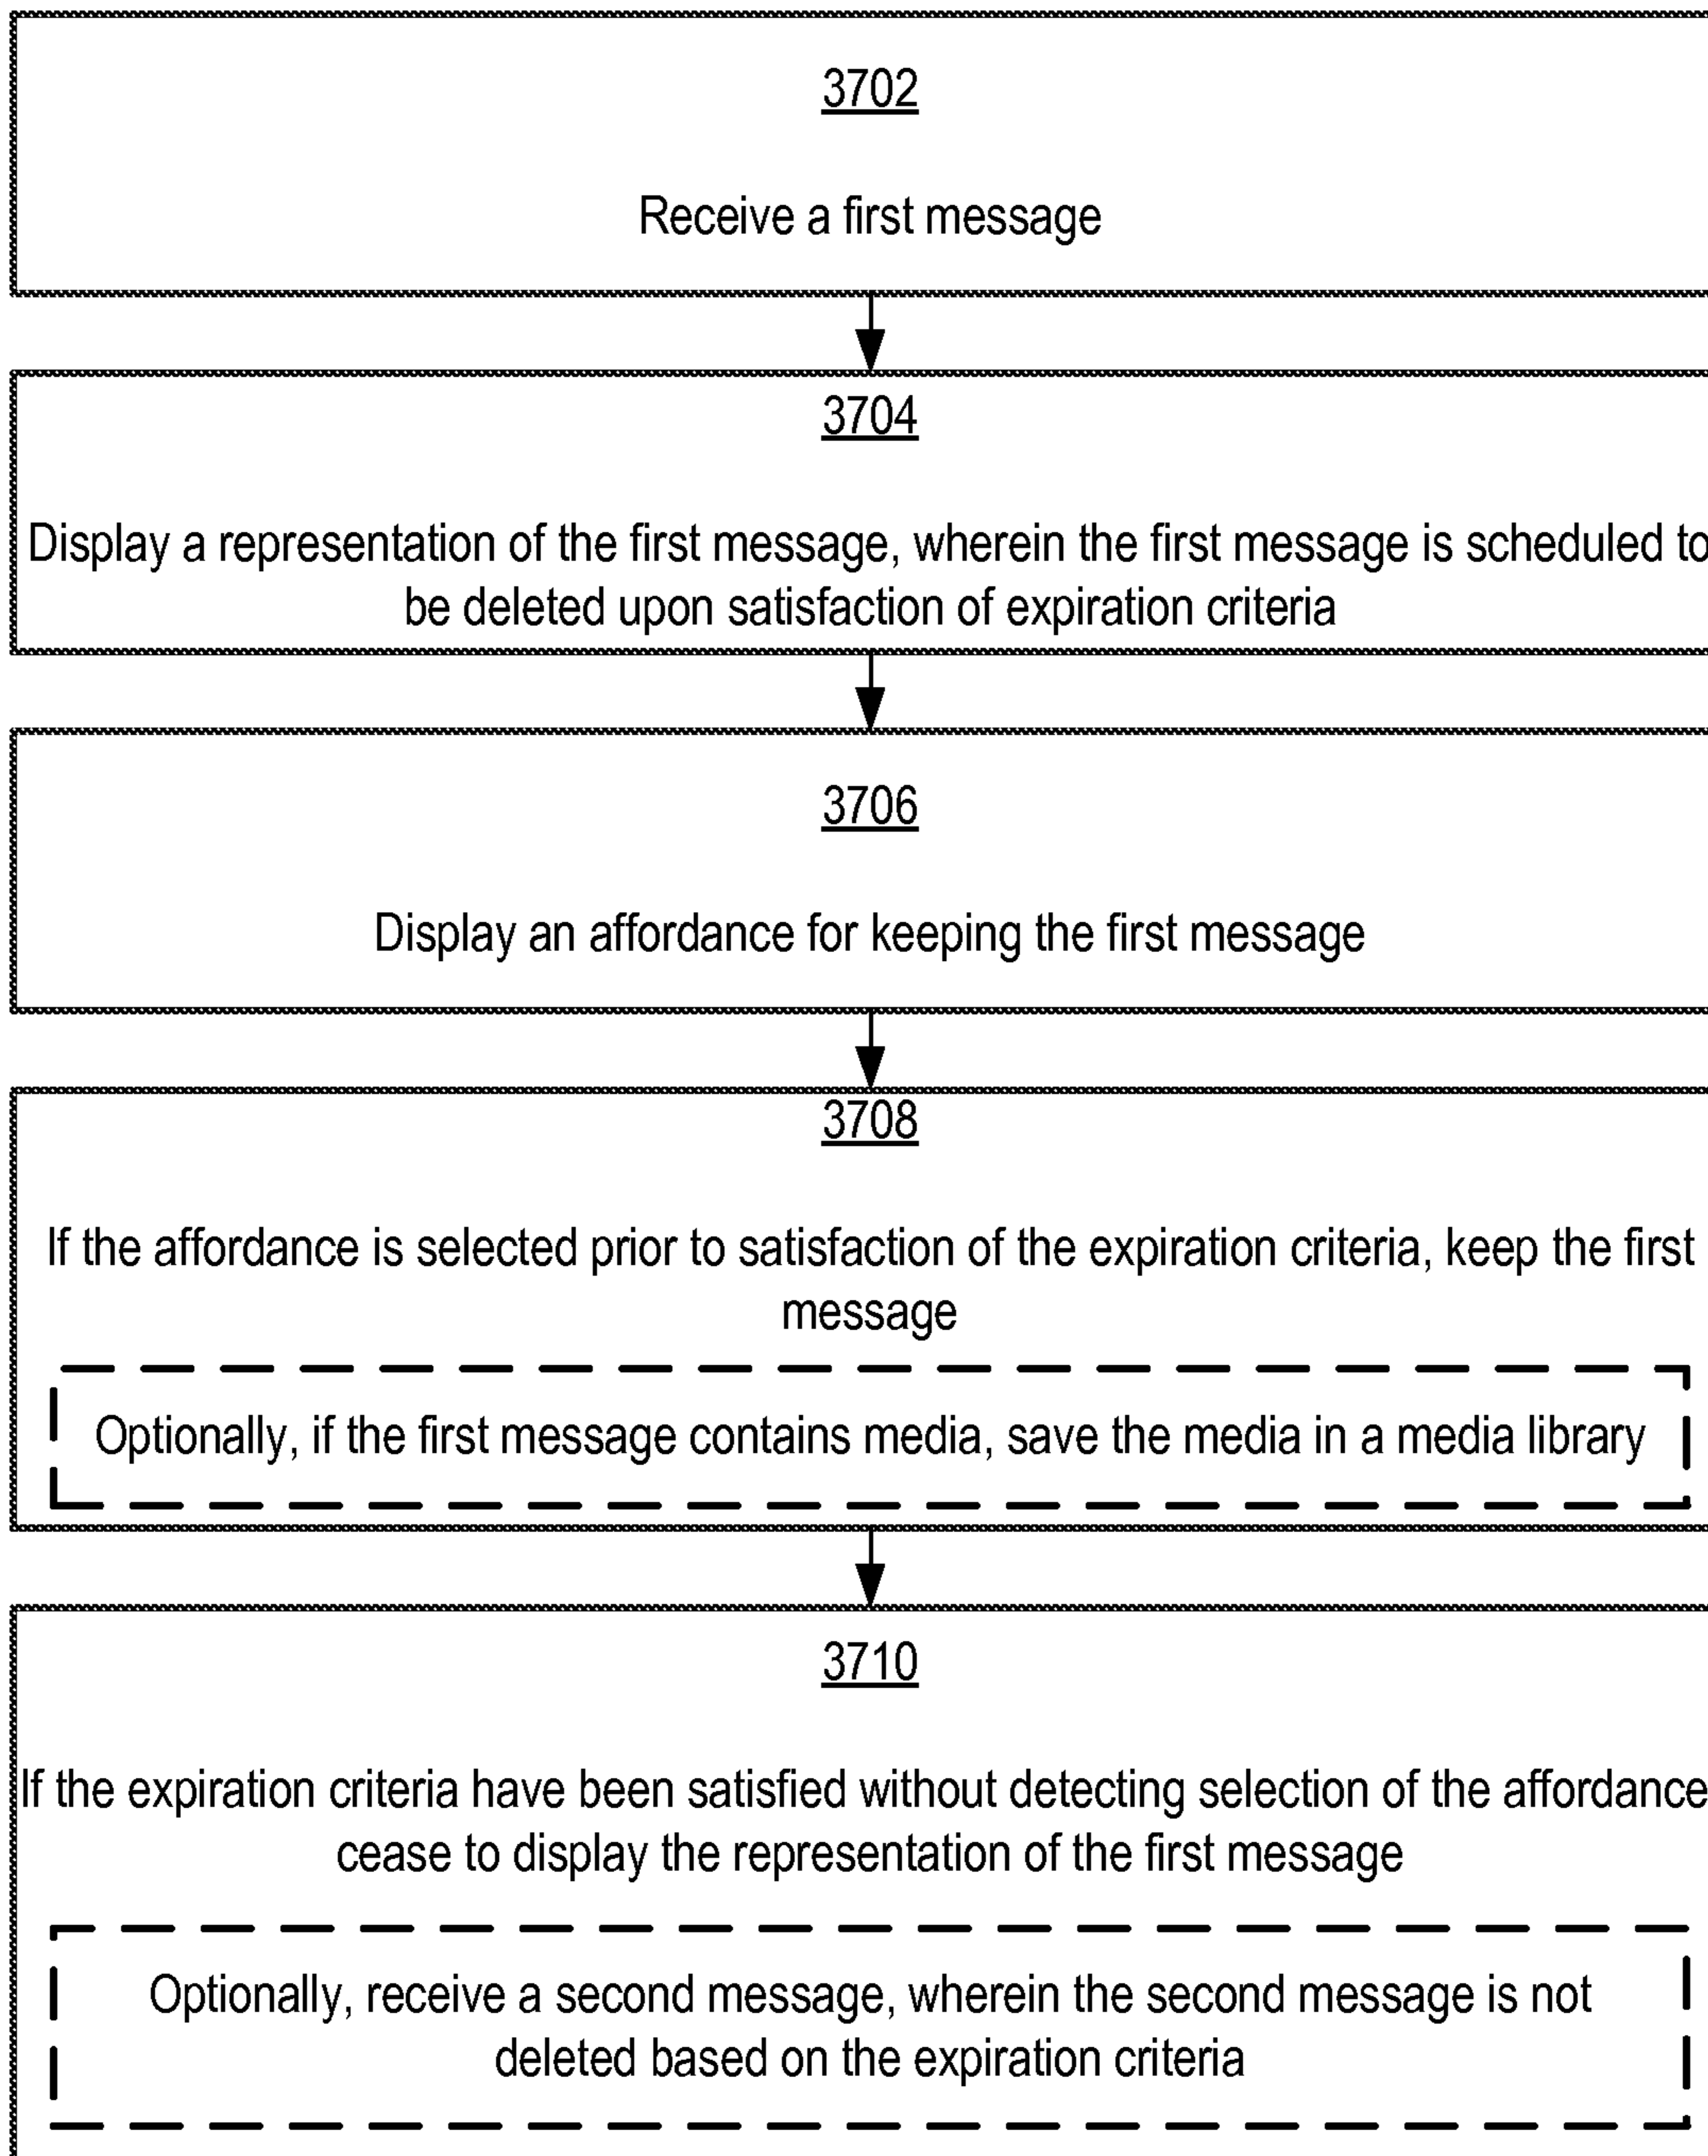 3702
Receive a first message
3704
Display a representation of the first message, wherein the first message is scheduled to
be deleted upon satisfaction of expiration criteria
3706
Display an affordance for keeping the first message
3708
If the affordance is selected prior to satisfaction of the expiration criteria, keep the first
message
Optionally, if the first message contains media, save the media in a media library
3710
If the expiration criteria have been satisfied without detecting selection of the affordance
cease to display the representation of the first message
Optionally, receive a second message, wherein the second message is not
deleted based on the expiration criteria